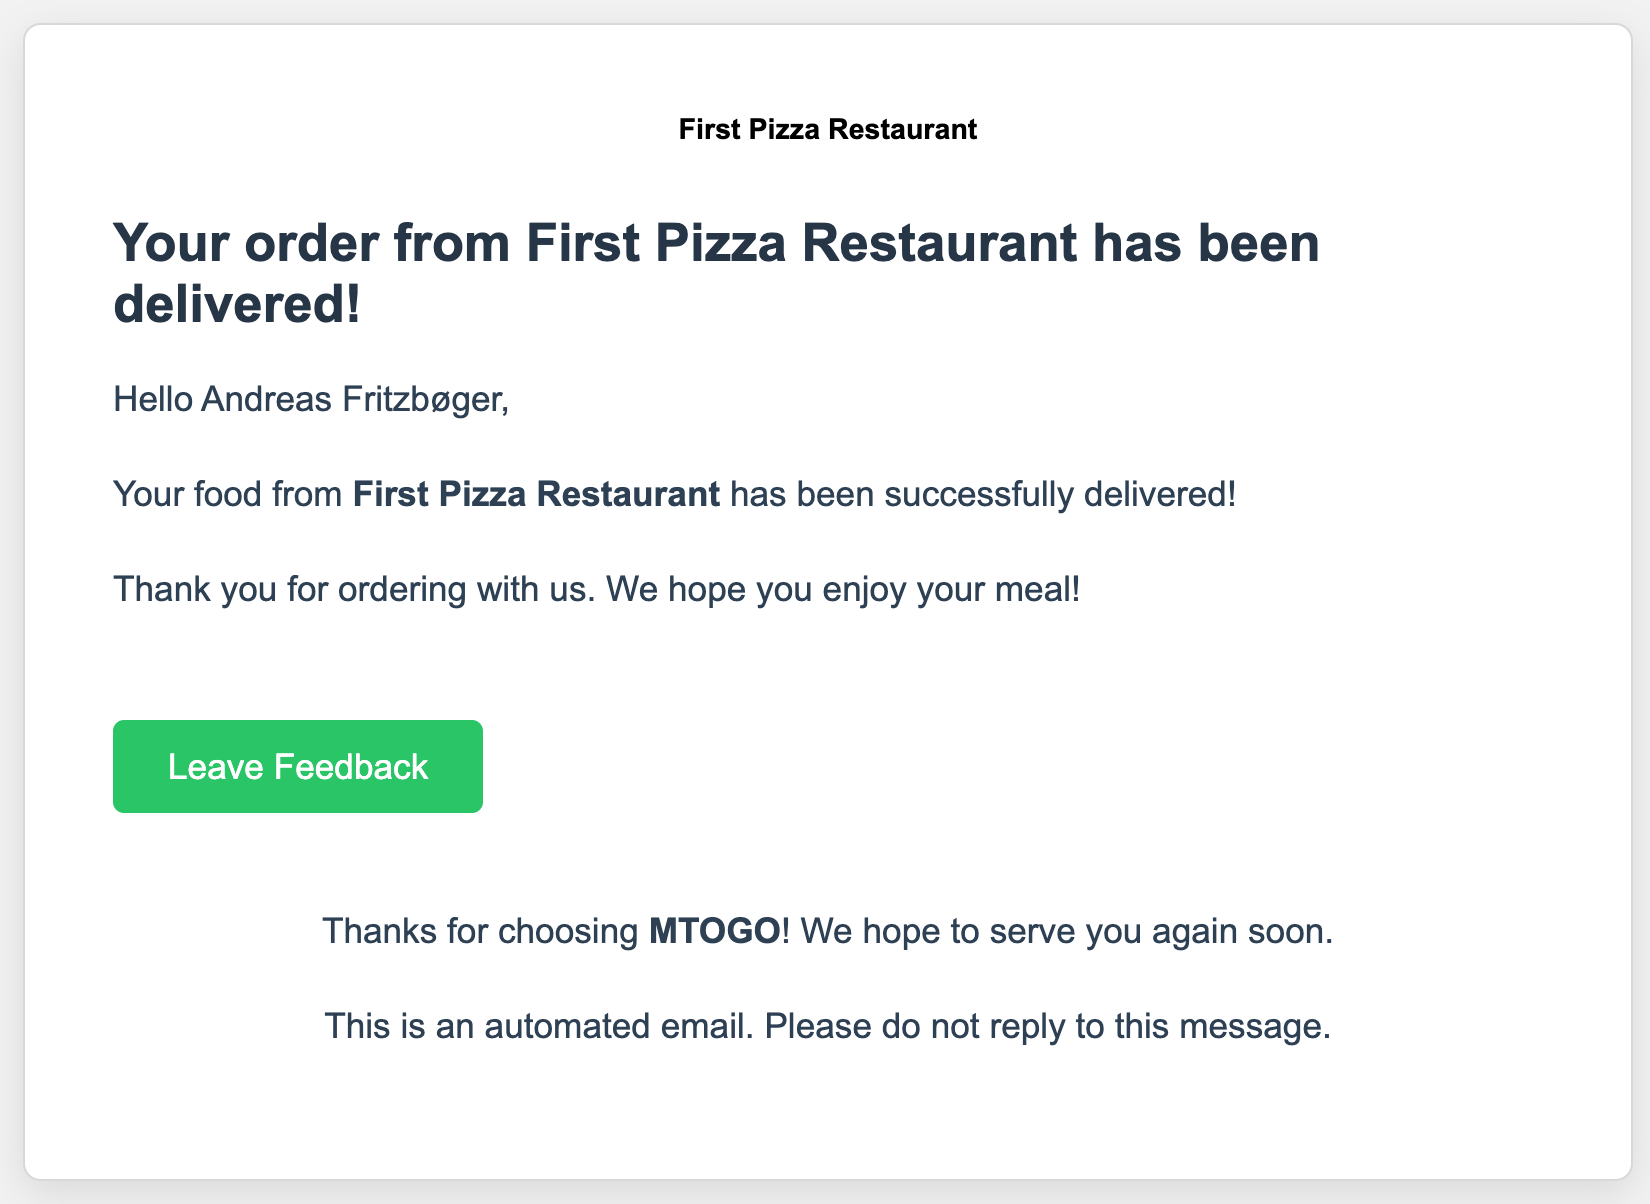 First Pizza Restaurant
Your order from First Pizza Restaurant has been
delivered!
Hello Andreas Fritzbøger,
Your food from First Pizza Restaurant has been successfully delivered!
Thank you for ordering with us. We hope you enjoy your meal!
Leave Feedback
Thanks for choosing MTOGO! We hope to serve you again soon.
This is an automated email. Please do not reply to this message.